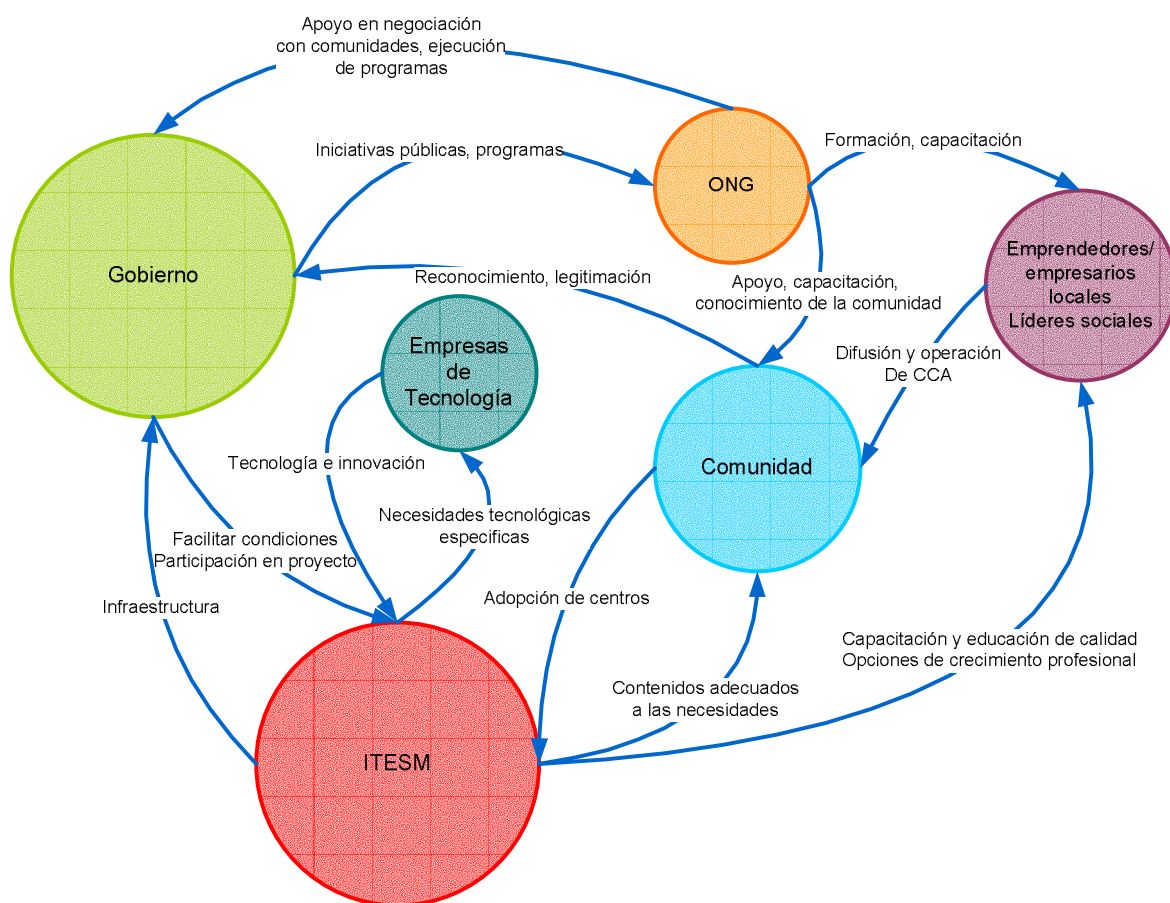 Apoyo en negociación
con comunidades, ejecución
de programas
Formación, capacitación
Iniciativas públicas, programas
ONG
Emprendedores/
empresarios
locales
Líderes sociales
Gobierno
Reconocimiento, legitimación
Apoyo, capacitación,
conocimiento de la comunidad
Empresas
de
Tecnología
Difusión y operación
De CCA
Comunidad
Tecnología e innovación
Necesidades tecnológicas
especificas
Facilitar condiciones
Participación en proyecto
Infraestructura
Adopción de centros
Capacitación y educación de calidad
Opciones de crecimiento profesional
Contenidos adecuados
a las necesidades
ITESM